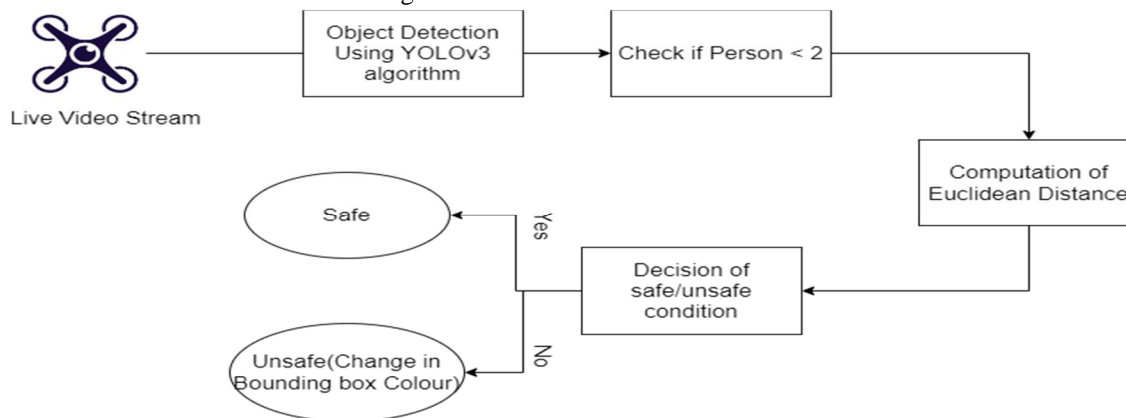 Object Detection
Using YOLOv3
algorithm
Check if Person < 2
Live Video Stream
Computation of
Euclidean Distance
Safe
Yes
Decision of
safe/unsafe
condition
No
Unsafe(Change in
Bounding box Colour)